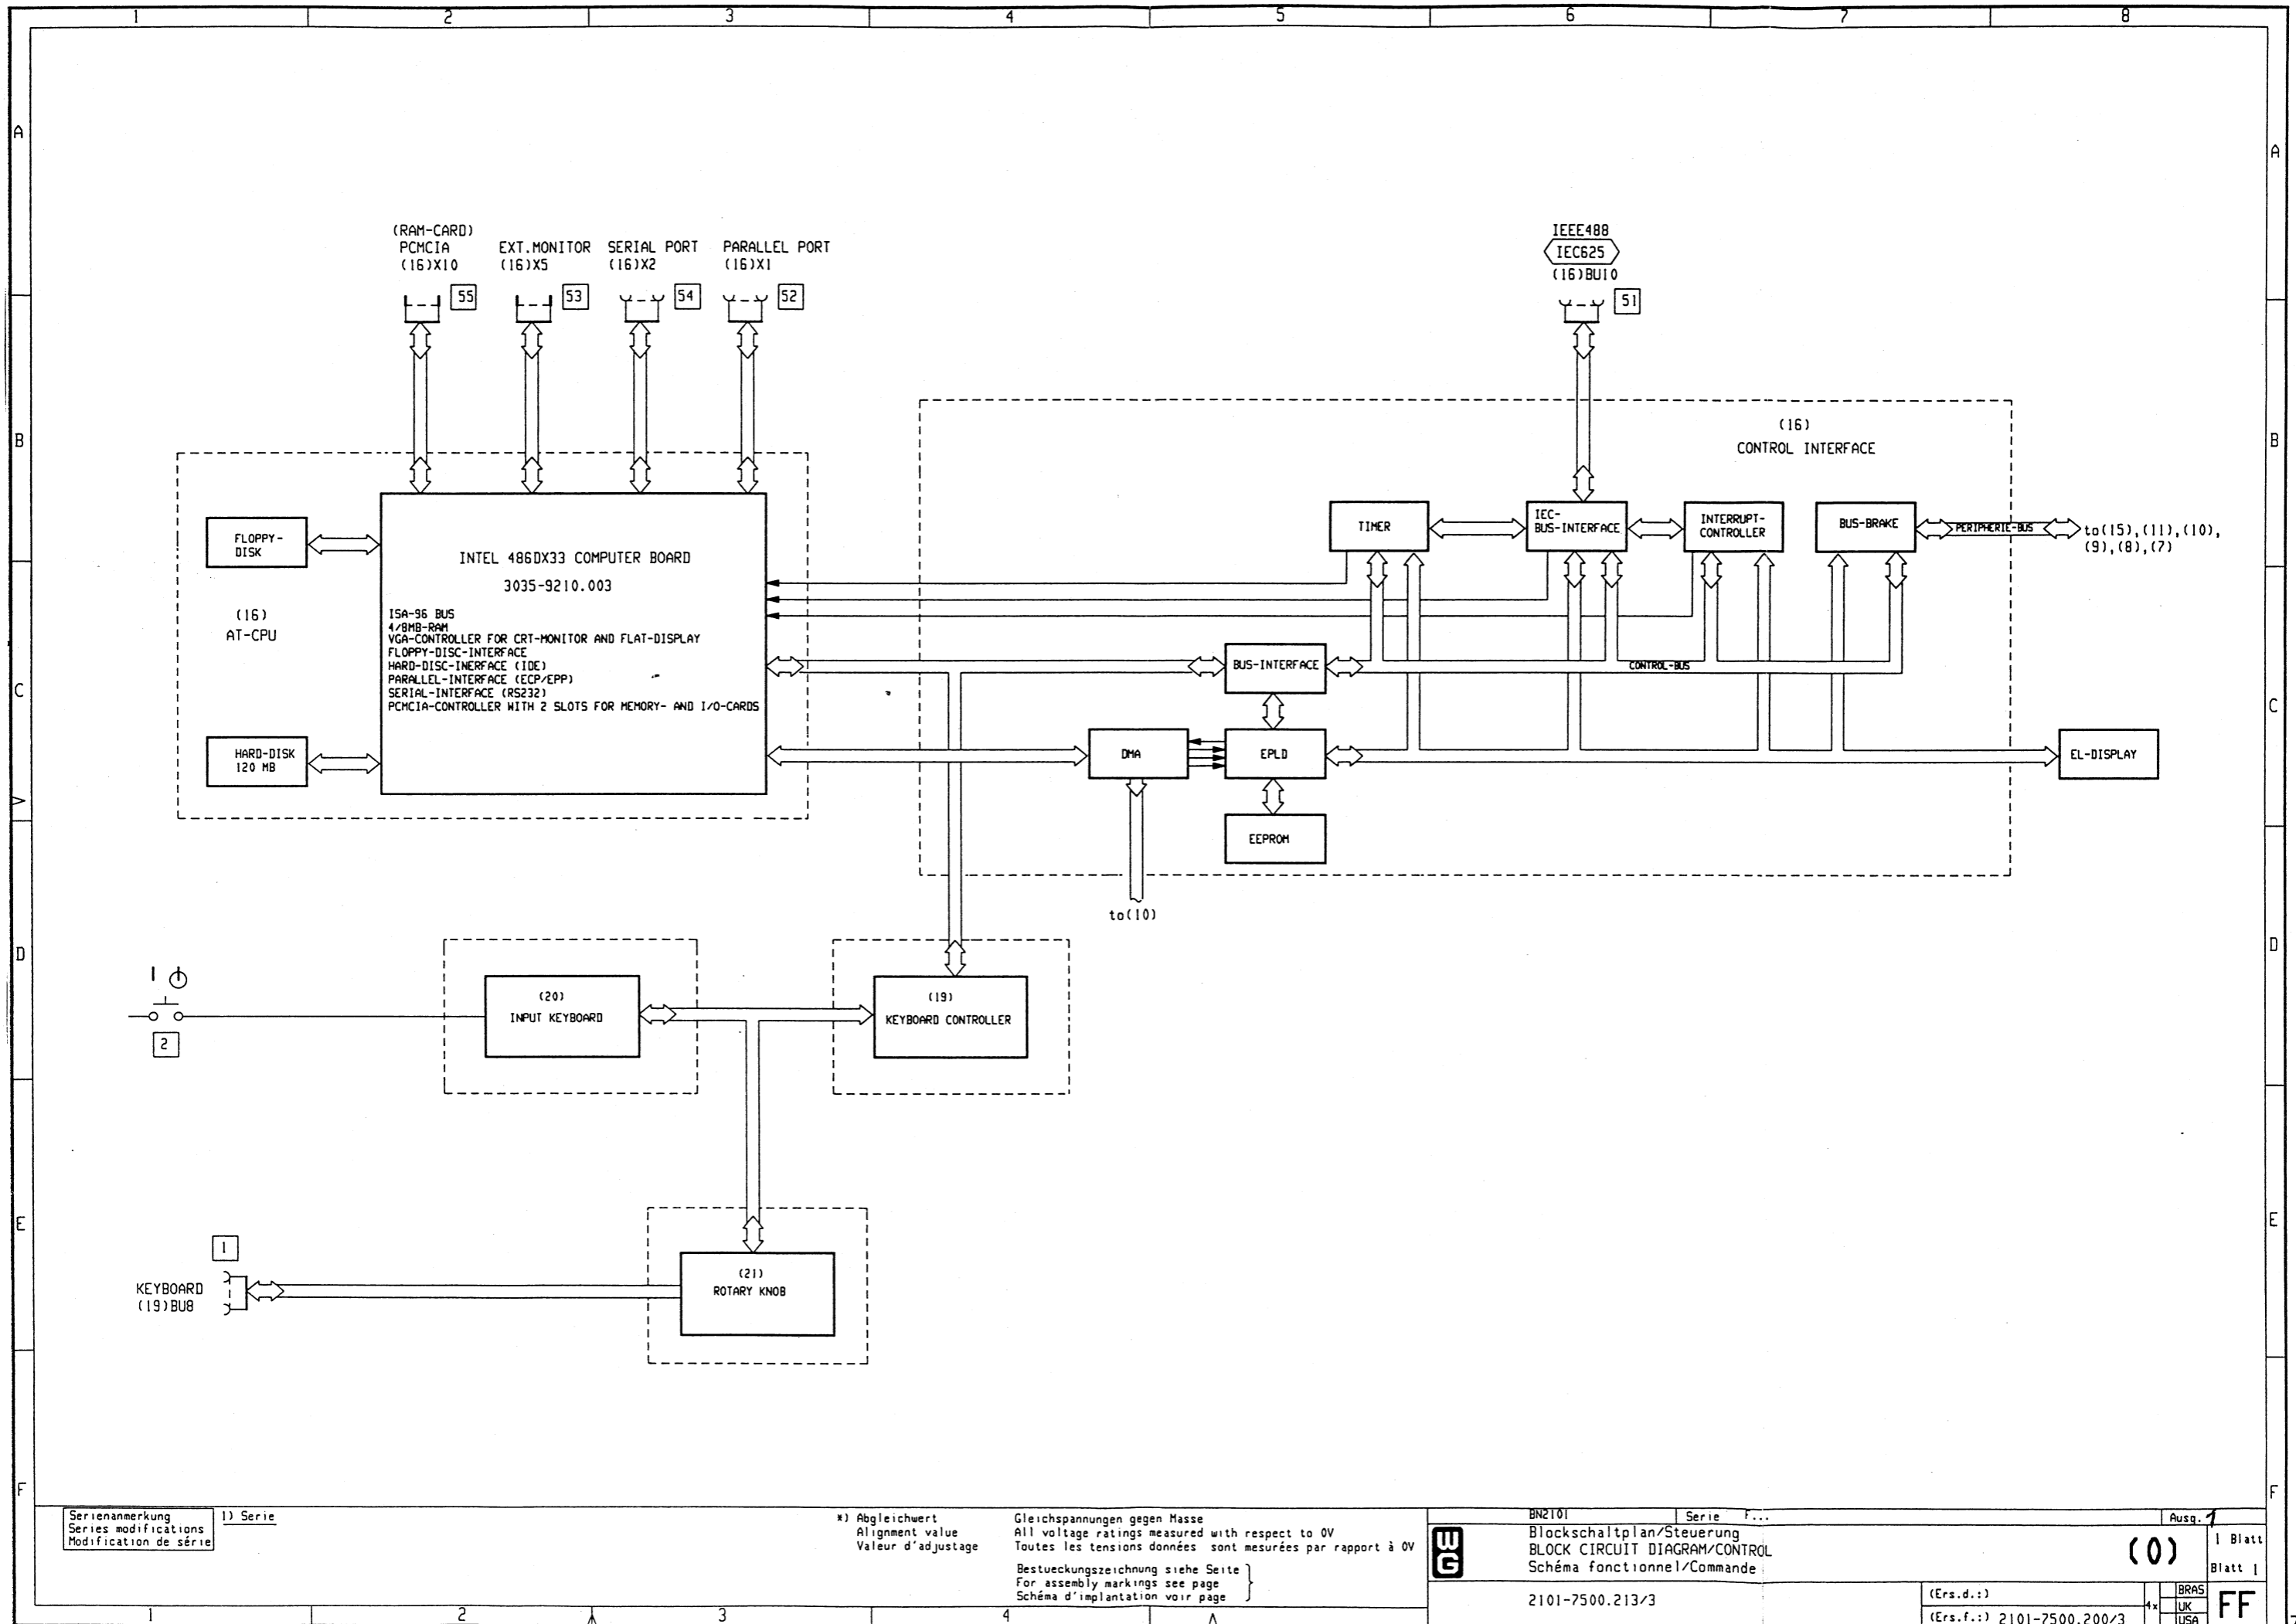 1 2 3 4 5 6 7 8
A A
(RAM-CARD)
PCMCIA
(16)X10
55
EXT.MONITOR
(16)X5
53
SERIAL PORT
(16)X2
54
PARALLEL PORT
(16)X1
52
IEEE488
IEC625
(16)BU10
51
B B
(16)
CONTROL INTERFACE
FLOPPY-
DISK
(16)
AT-CPU
HARD-DISK
120 MB
INTEL 486DX33 COMPUTER BOARD
3035-9210.003
ISA-96 BUS
4/8MB-RAM
VGA-CONTROLLER FOR CRT-MONITOR AND FLAT-DISPLAY
FLOPPY-DISC-INTERFACE
HARD-DISC-INERFACE (IDE)
PARALLEL-INTERFACE (ECP/EPP)
SERIAL-INTERFACE (RS232)
PCMCIA-CONTROLLER WITH 2 SLOTS FOR MEMORY- AND I/O-CARDS
TIMER
IEC-
BUS-INTERFACE
INTERRUPT-
CONTROLLER
BUS-BRAKE
PERIPHERIE-BUS
to(15),(11),(10),
(9),(8),(7)
BUS-INTERFACE
CONTROL-BUS
C C
DMA
EPLD
EL-DISPLAY
EEPROM
to(10)
D D
2
(20)
INPUT KEYBOARD
(19)
KEYBOARD CONTROLLER
E E
1
KEYBOARD
(19)BU8
(21)
ROTARY KNOB
F F
Serienanmerkung
Series modifications
Modification de série
1) Serie
*) Abgleichwert
Alignment value
Valeur d'adjustage
Gleichspannungen gegen Masse
All voltage ratings measured with respect to 0V
Toutes les tensions données sont mesurées par rapport à 0V
Bestueckungszeichnung siehe Seite
For assembly markings see page
Schéma d'implantation voir page
WG
BN2101
Serie F...
Ausg. 1
Blockschaltplan/Steuerung
BLOCK CIRCUIT DIAGRAM/CONTROL
Schéma fonctionnel/Commande
(0)
1 Blatt
Blatt 1
2101-7500.213/3
(Ers.d.:)
(Ers.f.:) 2101-7500.200/3
4x
BRAS
UK
USA
FF
1 2 3 4